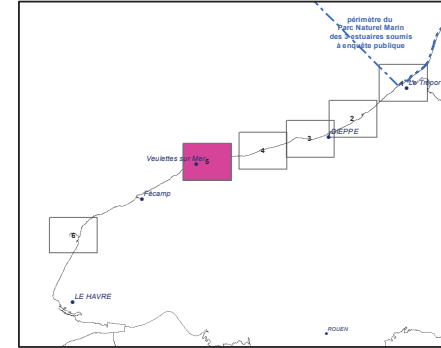 périmètre du
Parc Naturel Marin
des 3 estuaires soumis
à enquête publique
1
Le Trépor
2
DIEPPE
3
4
Veulettes sur Mer
5
Fécamp
6
LE HAVRE
ROUEN